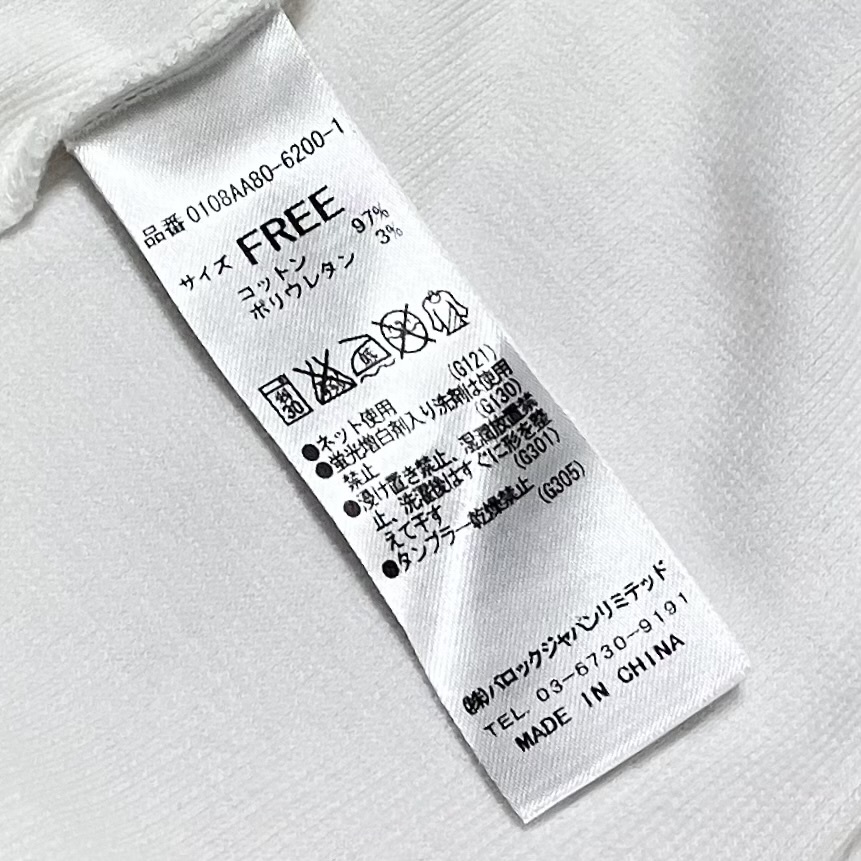 品番 0108AA80-6200-1
サイズ FREE
コットン 97%
ポリウレタン 3%
弱 30 低
●ネット使用 (G121)
●蛍光増白剤入り洗剤は使用
禁止 (G130)
●浸け置き禁止、湿潤放置禁
止、洗濯後はすぐに形を整
えて干す (G301)
●タンブラー乾燥禁止 (G305)
(株)バロックジャパンリミテッド
TEL. 03-6730-9191
MADE IN CHINA